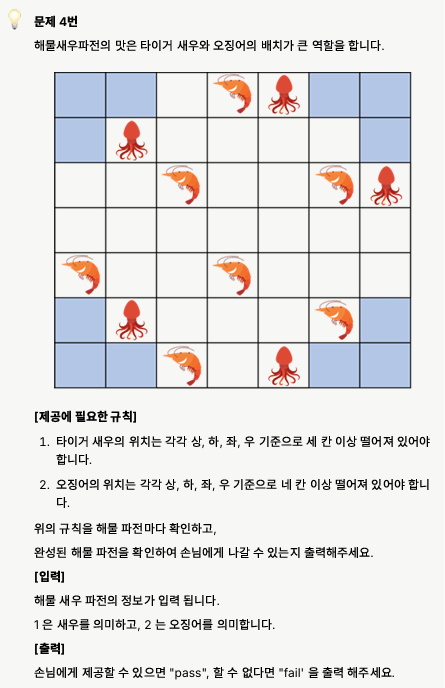 문제 4번
해물새우파전의 맛은 타이거 새우와 오징어의 배치가 큰 역할을 합니다.
[제공에 필요한 규칙]
1. 타이거 새우의 위치는 각각 상, 하, 좌, 우 기준으로 세 칸 이상 떨어져 있어야
합니다.
2. 오징어의 위치는 각각 상, 하, 좌, 우 기준으로 네 칸 이상 떨어져 있어야 합니
다.
위의 규칙을 해물 파전마다 확인하고,
완성된 해물 파전을 확인하여 손님에게 나갈 수 있는지 출력해주세요.
[입력]
해물 새우 파전의 정보가 입력 됩니다.
1 은 새우를 의미하고, 2 는 오징어를 의미합니다.
[출력]
손님에게 제공할 수 있으면 "pass", 할 수 없다면 "fail' 을 출력 해주세요.